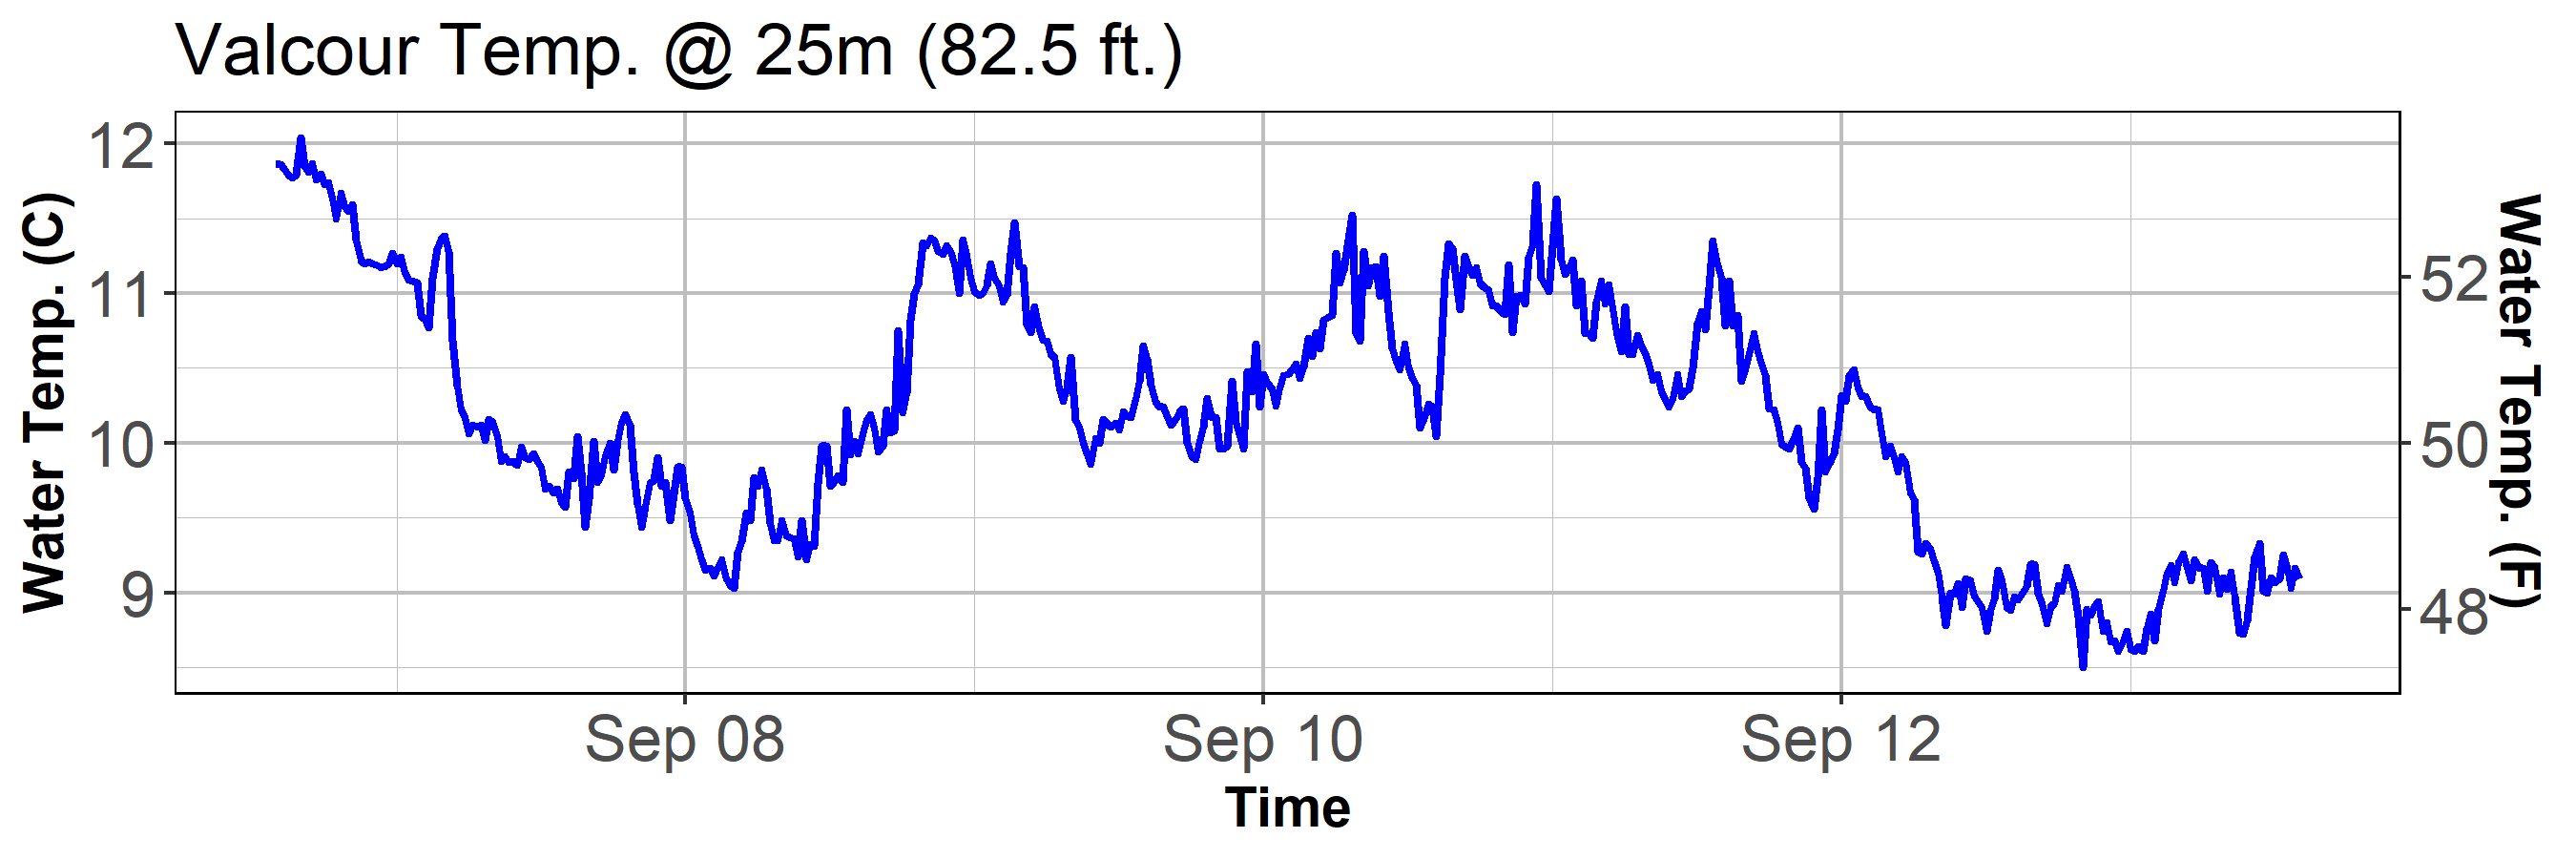 Valcour Temp. @ 25m (82.5 ft.)
Water Temp. (C)
12
11
10
9
52
50
48
Water Temp. (F)
Sep 08
Sep 10
Sep 12
Time